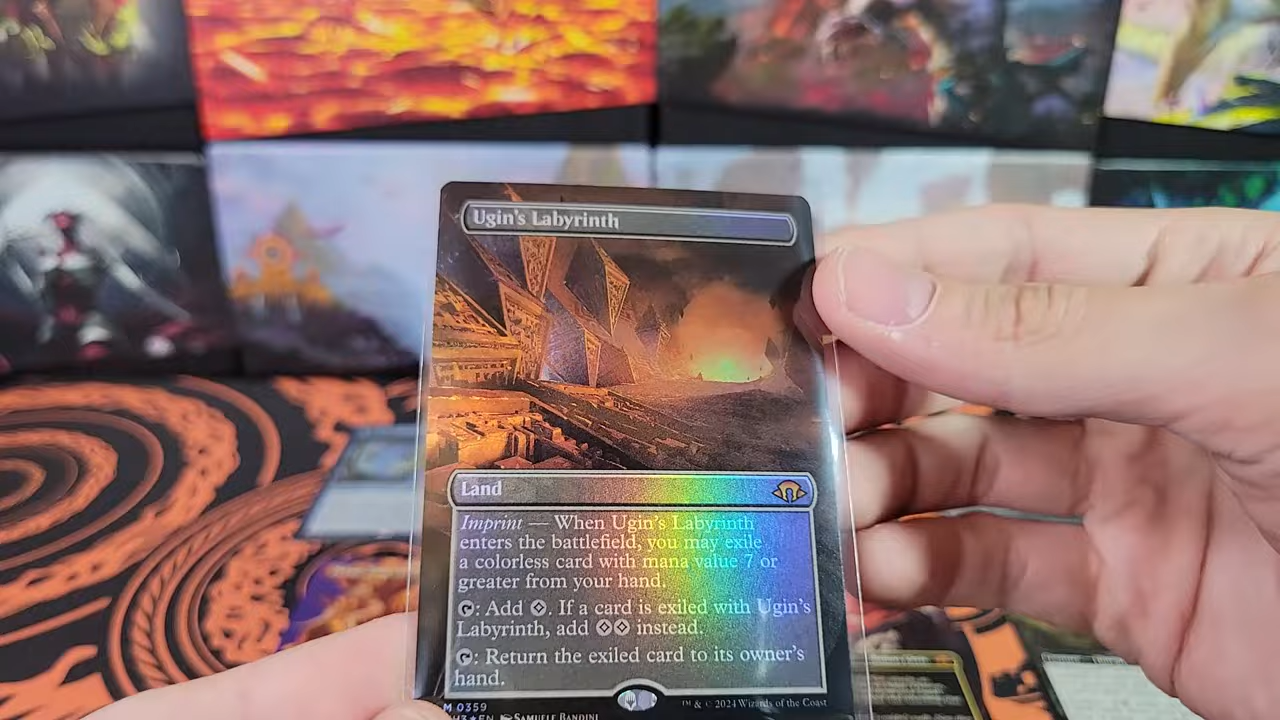 Ugin's Labyrinth
Land
Imprint — When Ugin's Labyrinth
enters the battlefield, you may exile
a colorless card with mana value 7 or
greater from your hand.
: Add . If a card is exiled with Ugin's
Labyrinth, add instead.
: Return the exiled card to its owner's
hand.
M 0359
™ & © 2024 Wizards of the Coast
EN SAMUELE BANDINI